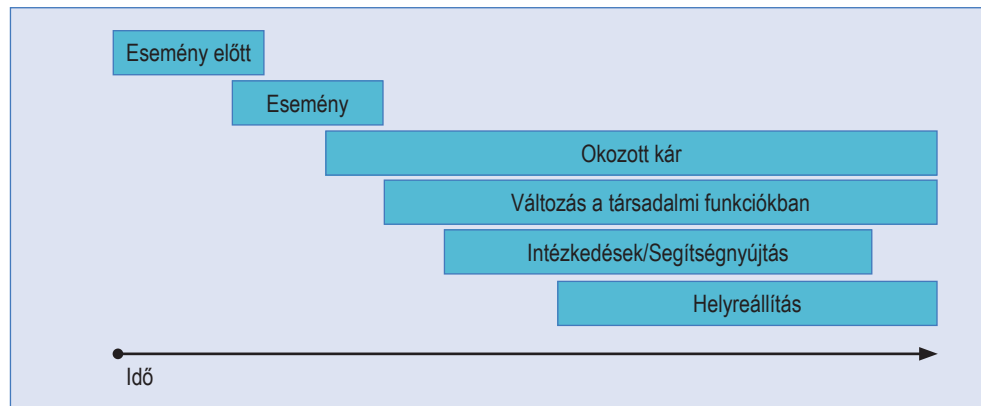 Esemény előtt
Esemény
Okozott kár
Változás a társadalmi funkciókban
Intézkedések/Segítségnyújtás
Helyreállítás
Idő